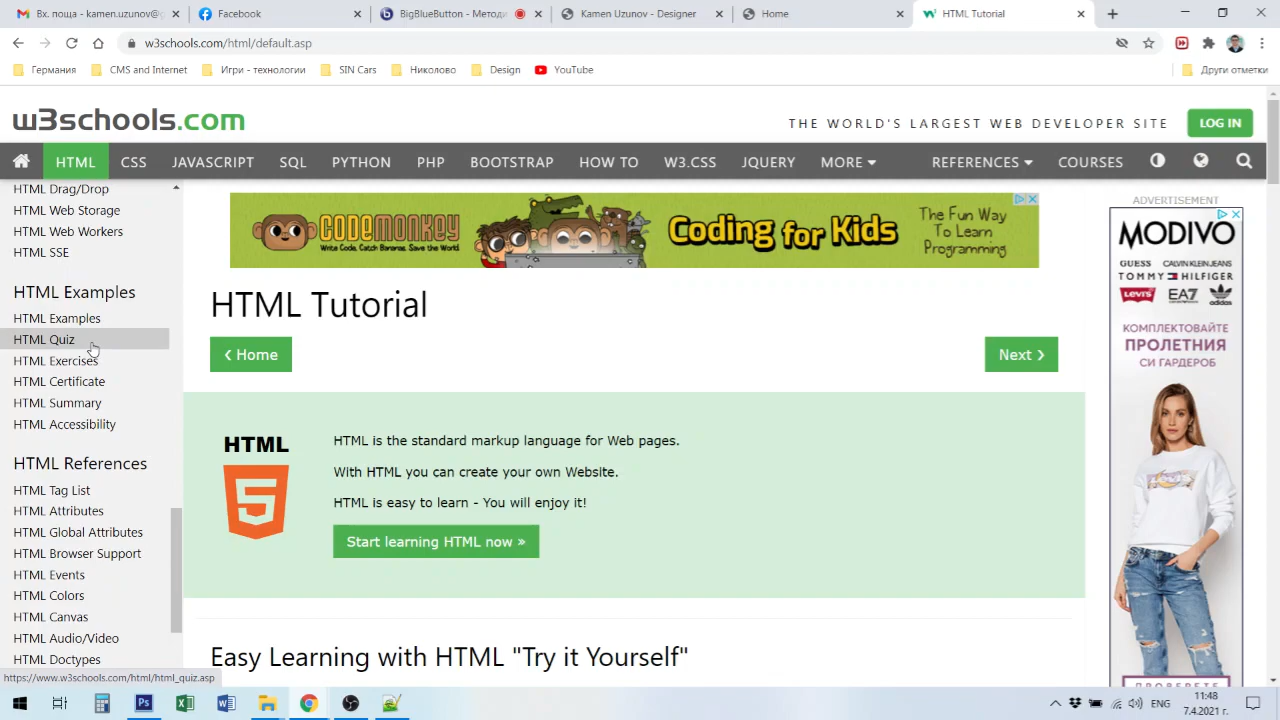 Вх. поща - kamen.uzunov@g
Facebook
BigBlueButton - Методи
Kamen Uzunov - Designer
Home
HTML Tutorial
w3schools.com/html/default.asp
Германия
CMS and Internet
Игри - технологии
SIN Cars
Николово
Design
YouTube
Други отметки
w3schools.com
THE WORLD'S LARGEST WEB DEVELOPER SITE
LOG IN
HTML
CSS
JAVASCRIPT
SQL
PYTHON
PHP
BOOTSTRAP
HOW TO
W3.CSS
JQUERY
MORE
REFERENCES
COURSES
HTML Drag/Drop
HTML Web Storage
HTML Web Workers
HTML SSE
HTML Examples
HTML Examples
HTML Quiz
HTML Exercises
HTML Certificate
HTML Summary
HTML Accessibility
HTML References
HTML Tag List
HTML Attributes
HTML Global Attributes
HTML Browser Support
HTML Events
HTML Colors
HTML Canvas
HTML Audio/Video
HTML Doctypes
https://www.w3schools.com/html/html_quiz.asp
CODEMONKEY
Write Code. Catch Bananas. Save the World.
Coding for Kids
The Fun Way
To Learn
Programming
HTML Tutorial
❮ Home
Next ❯
HTML
5
HTML is the standard markup language for Web pages.
With HTML you can create your own Website.
HTML is easy to learn - You will enjoy it!
Start learning HTML now »
Easy Learning with HTML "Try it Yourself"
ADVERTISEMENT
MODIVO
GUESS CALVIN KLEIN JEANS
TOMMY HILFIGER
LEVI'S EA7 adidas
КОМПЛЕКТОВАЙТЕ
ПРОЛЕТНИЯ
СИ ГАРДЕРОБ
ENG
11:48
7.4.2021 г.